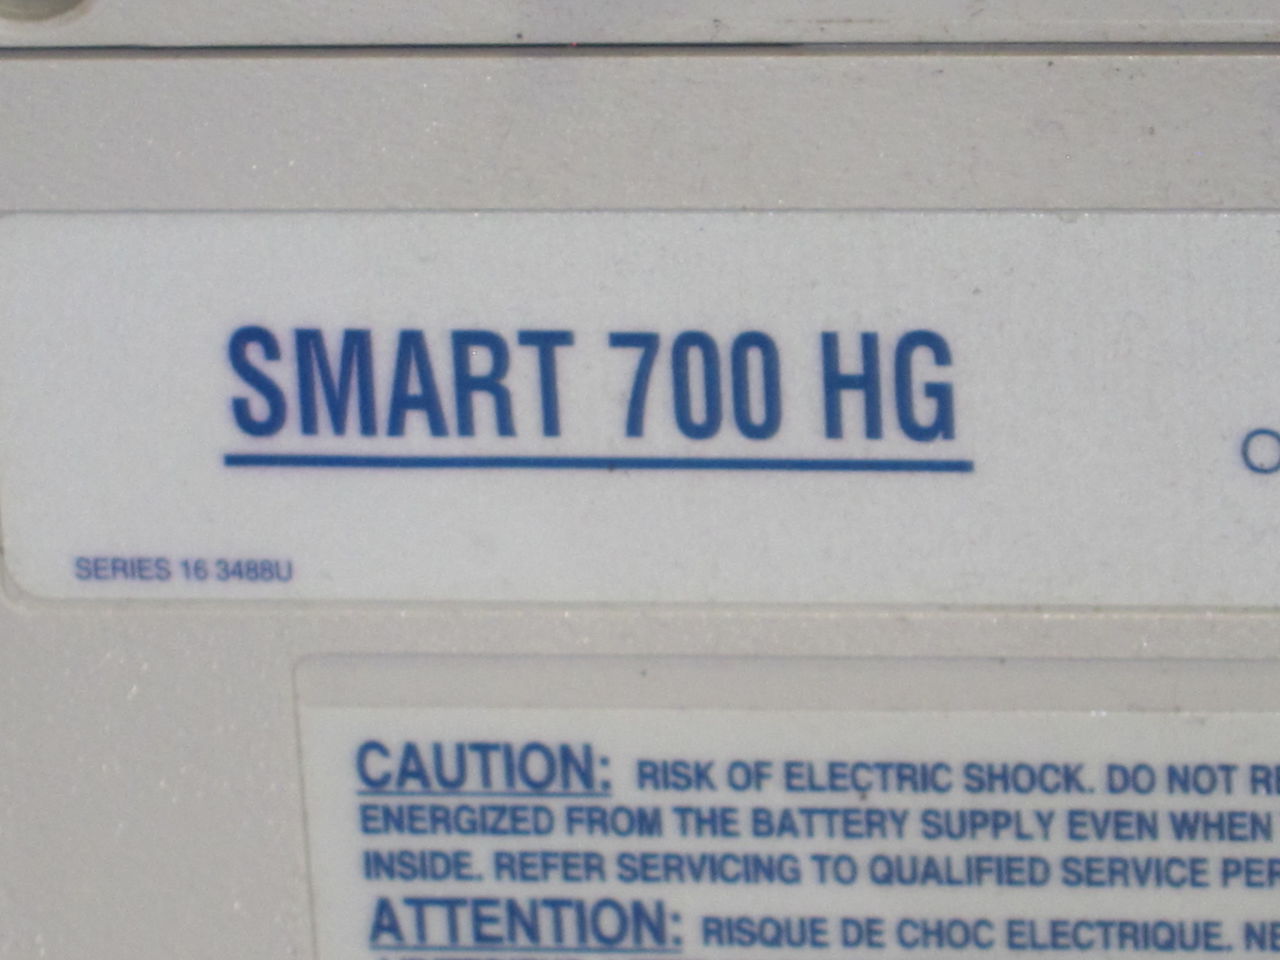 SMART 700 HG
SERIES 16 3488U
CAUTION: RISK OF ELECTRIC SHOCK. DO NOT
ENERGIZED FROM THE BATTERY SUPPLY EVEN WHEN
INSIDE. REFER SERVICING TO QUALIFIED SERVICE
ATTENTION: RISQUE DE CHOC ELECTRIQUE.